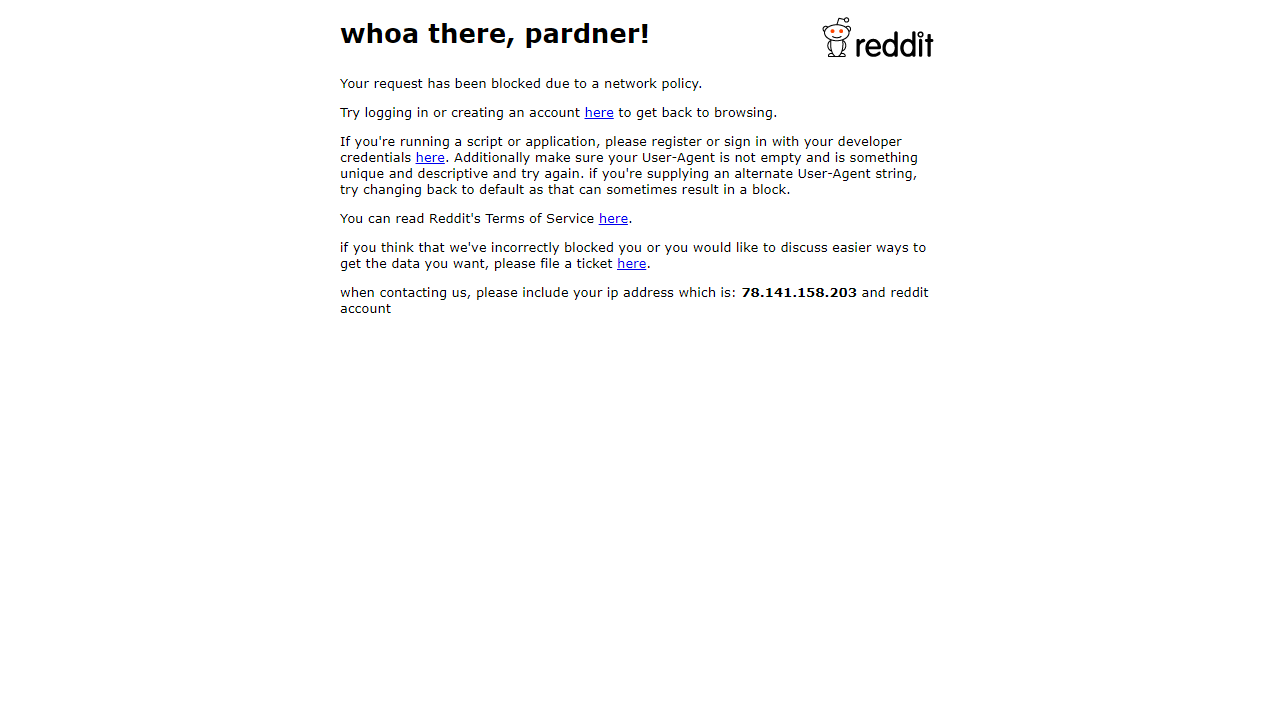 whoa there, pardner!
reddit
Your request has been blocked due to a network policy.
Try logging in or creating an account here to get back to browsing.
If you're running a script or application, please register or sign in with your developer
credentials here. Additionally make sure your User-Agent is not empty and is something
unique and descriptive and try again. if you're supplying an alternate User-Agent string,
try changing back to default as that can sometimes result in a block.
You can read Reddit's Terms of Service here.
if you think that we've incorrectly blocked you or you would like to discuss easier ways to
get the data you want, please file a ticket here.
when contacting us, please include your ip address which is: 78.141.158.203 and reddit
account